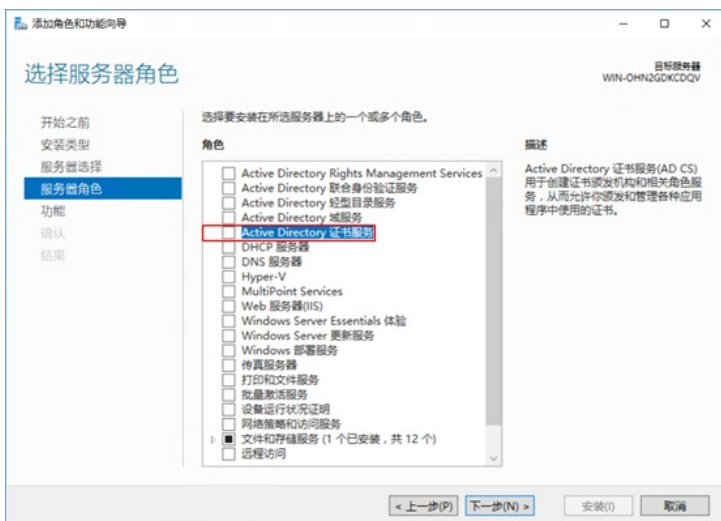 添加角色和功能向导
选择服务器角色
目标服务器
WIN-OHN2GDKCDQV
开始之前
安装类型
服务器选择
服务器角色
功能
确认
结果
选择要安装在所选服务器上的一个或多个角色。
角色
Active Directory Rights Management Services
Active Directory 联合身份验证服务
Active Directory 轻型目录服务
Active Directory 域服务
Active Directory 证书服务
DHCP 服务器
DNS 服务器
Hyper-V
MultiPoint Services
Web 服务器(IIS)
Windows Server Essentials 体验
Windows Server 更新服务
Windows 部署服务
传真服务器
打印和文件服务
批量激活服务
设备运行状况证明
网络策略和访问服务
文件和存储服务 (1 个已安装，共 12 个)
远程访问
描述
Active Directory 证书服务(AD CS)
用于创建证书颁发机构和相关角色服
务，从而允许你颁发和管理各种应用
程序中使用的证书。
< 上一步(P)
下一步(N) >
安装(I)
取消